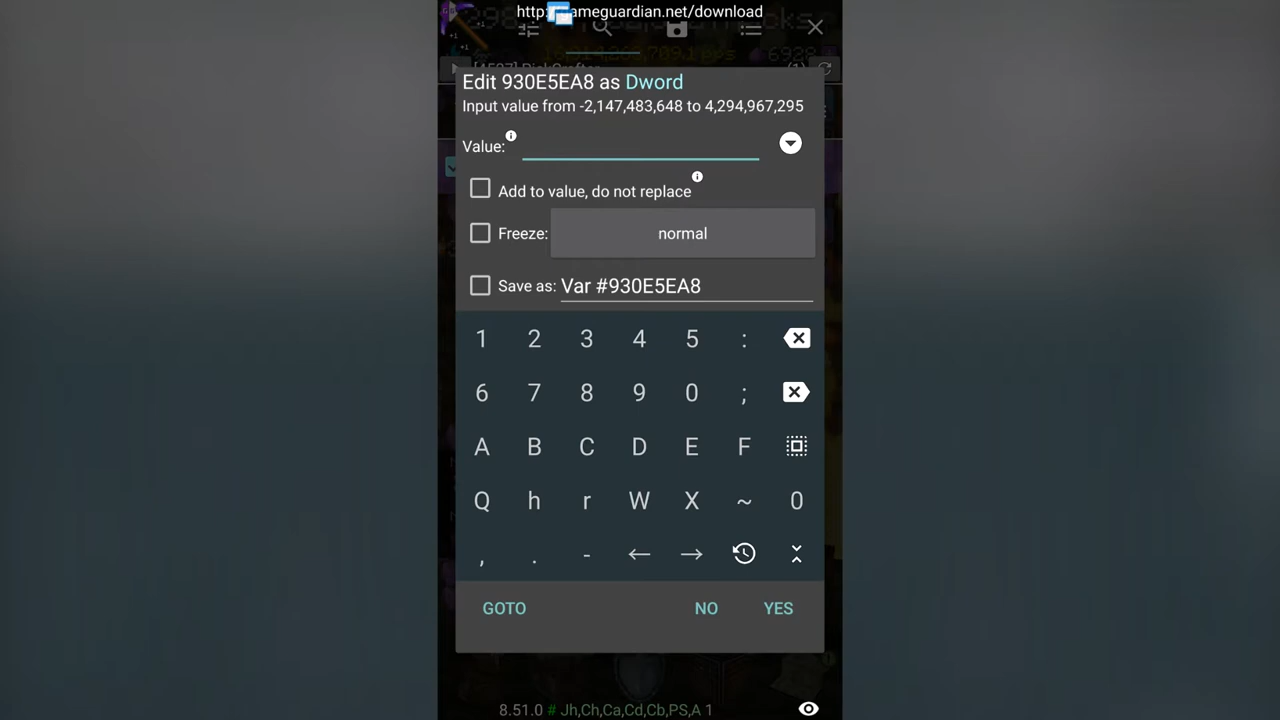 http: ameguardian.net/download
Edit 930E5EA8 as Dword
Input value from -2,147,483,648 to 4,294,967,295
Value:
Add to value, do not replace
Freeze: normal
Save as: Var #930E5EA8
1 2 3 4 5 :
6 7 8 9 0 ;
A B C D E F
Q h r W X ~ 0
, . - ← →
GOTO NO YES
8.51.0 # Jh,Ch,Ca,Cd,Cb,PS,A 1